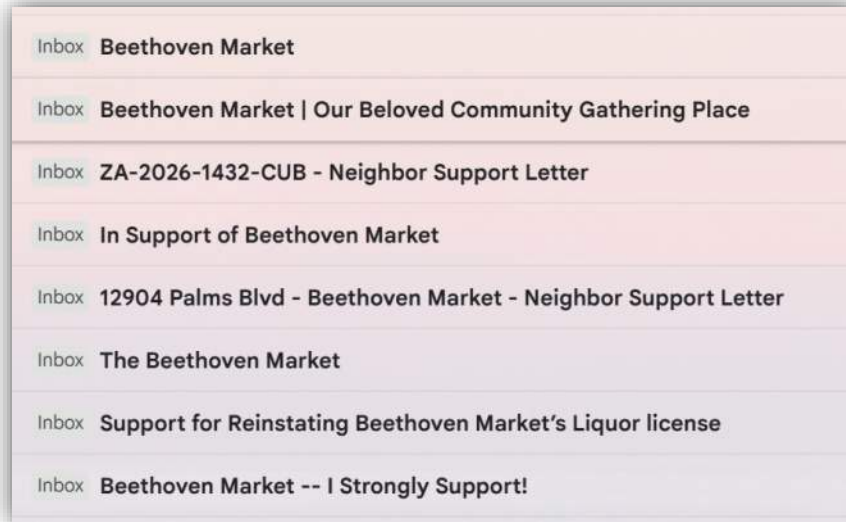 Inbox Beethoven Market
Inbox Beethoven Market | Our Beloved Community Gathering Place
Inbox ZA-2026-1432-CUB - Neighbor Support Letter
Inbox In Support of Beethoven Market
Inbox 12904 Palms Blvd - Beethoven Market - Neighbor Support Letter
Inbox The Beethoven Market
Inbox Support for Reinstating Beethoven Market’s Liquor license
Inbox Beethoven Market -- I Strongly Support!